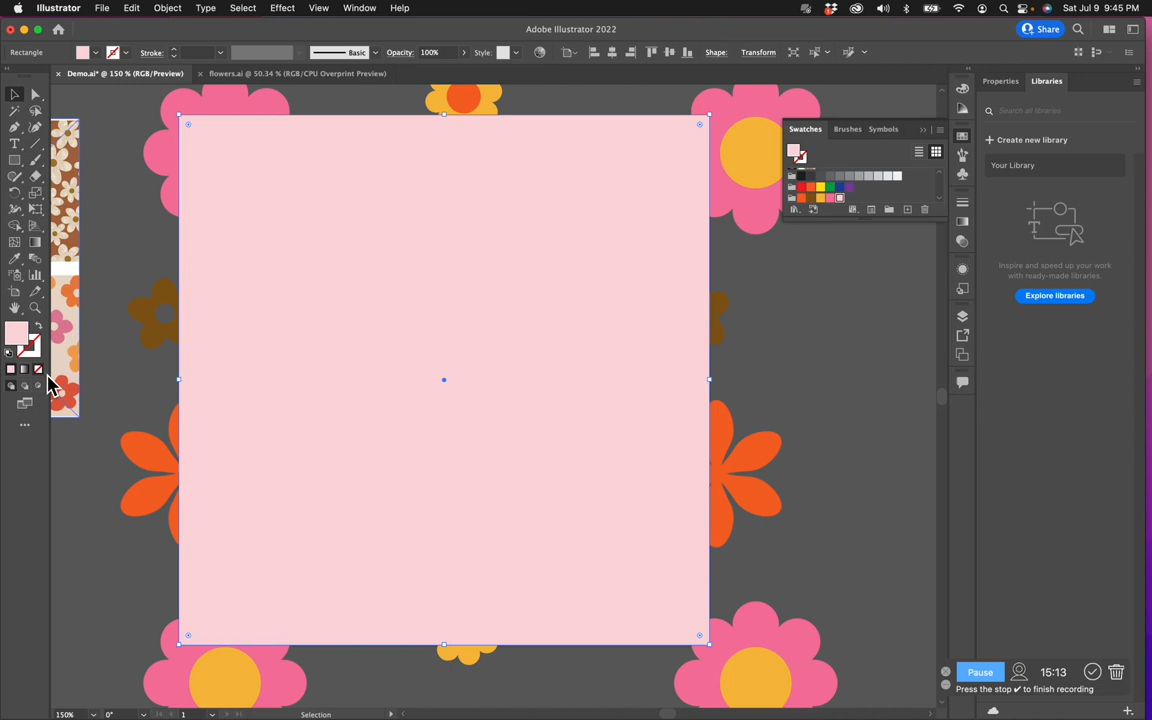 Illustrator File Edit Object Type Select Effect View Window Help Sat Jul 9 9:45 PM
Adobe Illustrator 2022 Share
Rectangle Stroke: Basic Opacity: 100% Style: Shape: Transform
× Demo.ai* @ 150 % (RGB/Preview) × flowers.ai @ 50.34 % (RGB/CPU Overprint Preview)
Properties Libraries
Search all libraries
Swatches Brushes Symbols
Create new library
Your Library
Inspire and speed up your work
with ready-made libraries.
Explore libraries
Pause 15:13
Press the stop ✔ to finish recording
150% 0° 1 Selection